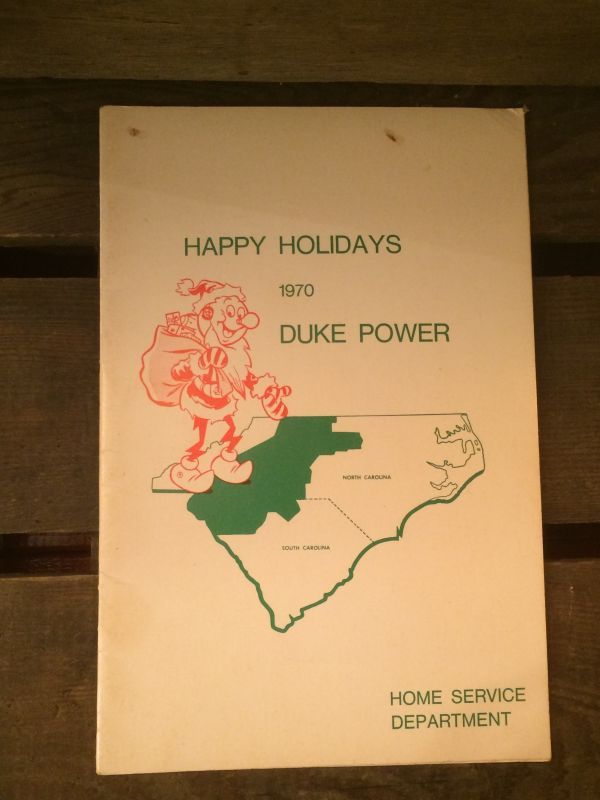 HAPPY HOLIDAYS
1970
DUKE POWER
NORTH CAROLINA
SOUTH CAROLINA
HOME SERVICE
DEPARTMENT